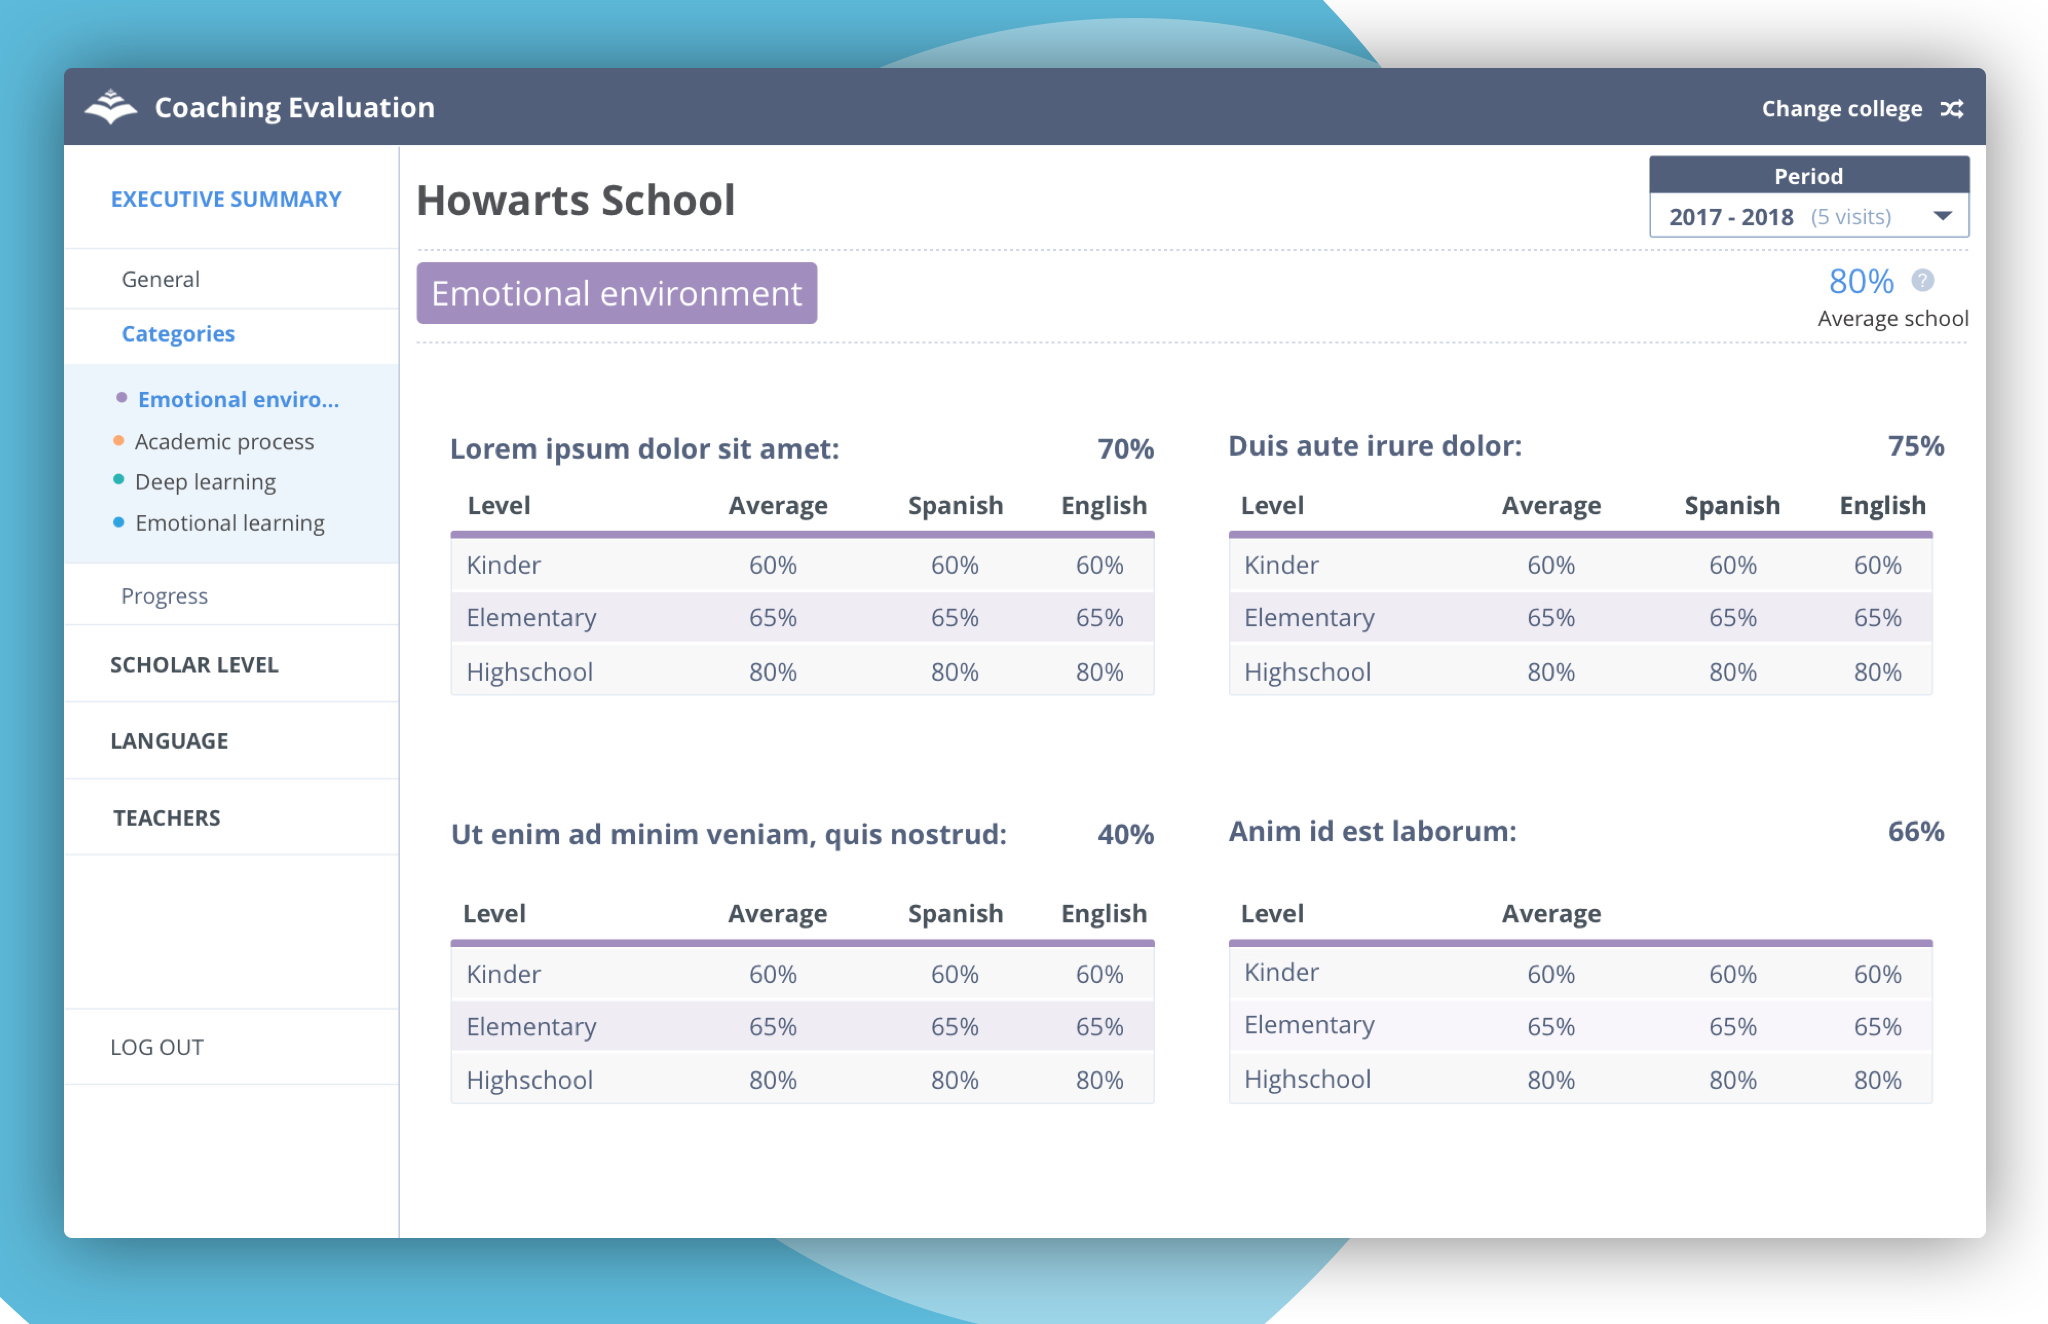 Coaching Evaluation
Change college
EXECUTIVE SUMMARY
General
Categories
Emotional enviro...
Academic process
Deep learning
Emotional learning
Progress
SCHOLAR LEVEL
LANGUAGE
TEACHERS
LOG OUT
Howarts School
Period
2017 - 2018 (5 visits)
Emotional environment
80% ?
Average school
Lorem ipsum dolor sit amet: 70%
Level Average Spanish English
Kinder 60% 60% 60%
Elementary 65% 65% 65%
Highschool 80% 80% 80%
Duis aute irure dolor: 75%
Level Average Spanish English
Kinder 60% 60% 60%
Elementary 65% 65% 65%
Highschool 80% 80% 80%
Ut enim ad minim veniam, quis nostrud: 40%
Level Average Spanish English
Kinder 60% 60% 60%
Elementary 65% 65% 65%
Highschool 80% 80% 80%
Anim id est laborum: 66%
Level Average
Kinder 60% 60% 60%
Elementary 65% 65% 65%
Highschool 80% 80% 80%